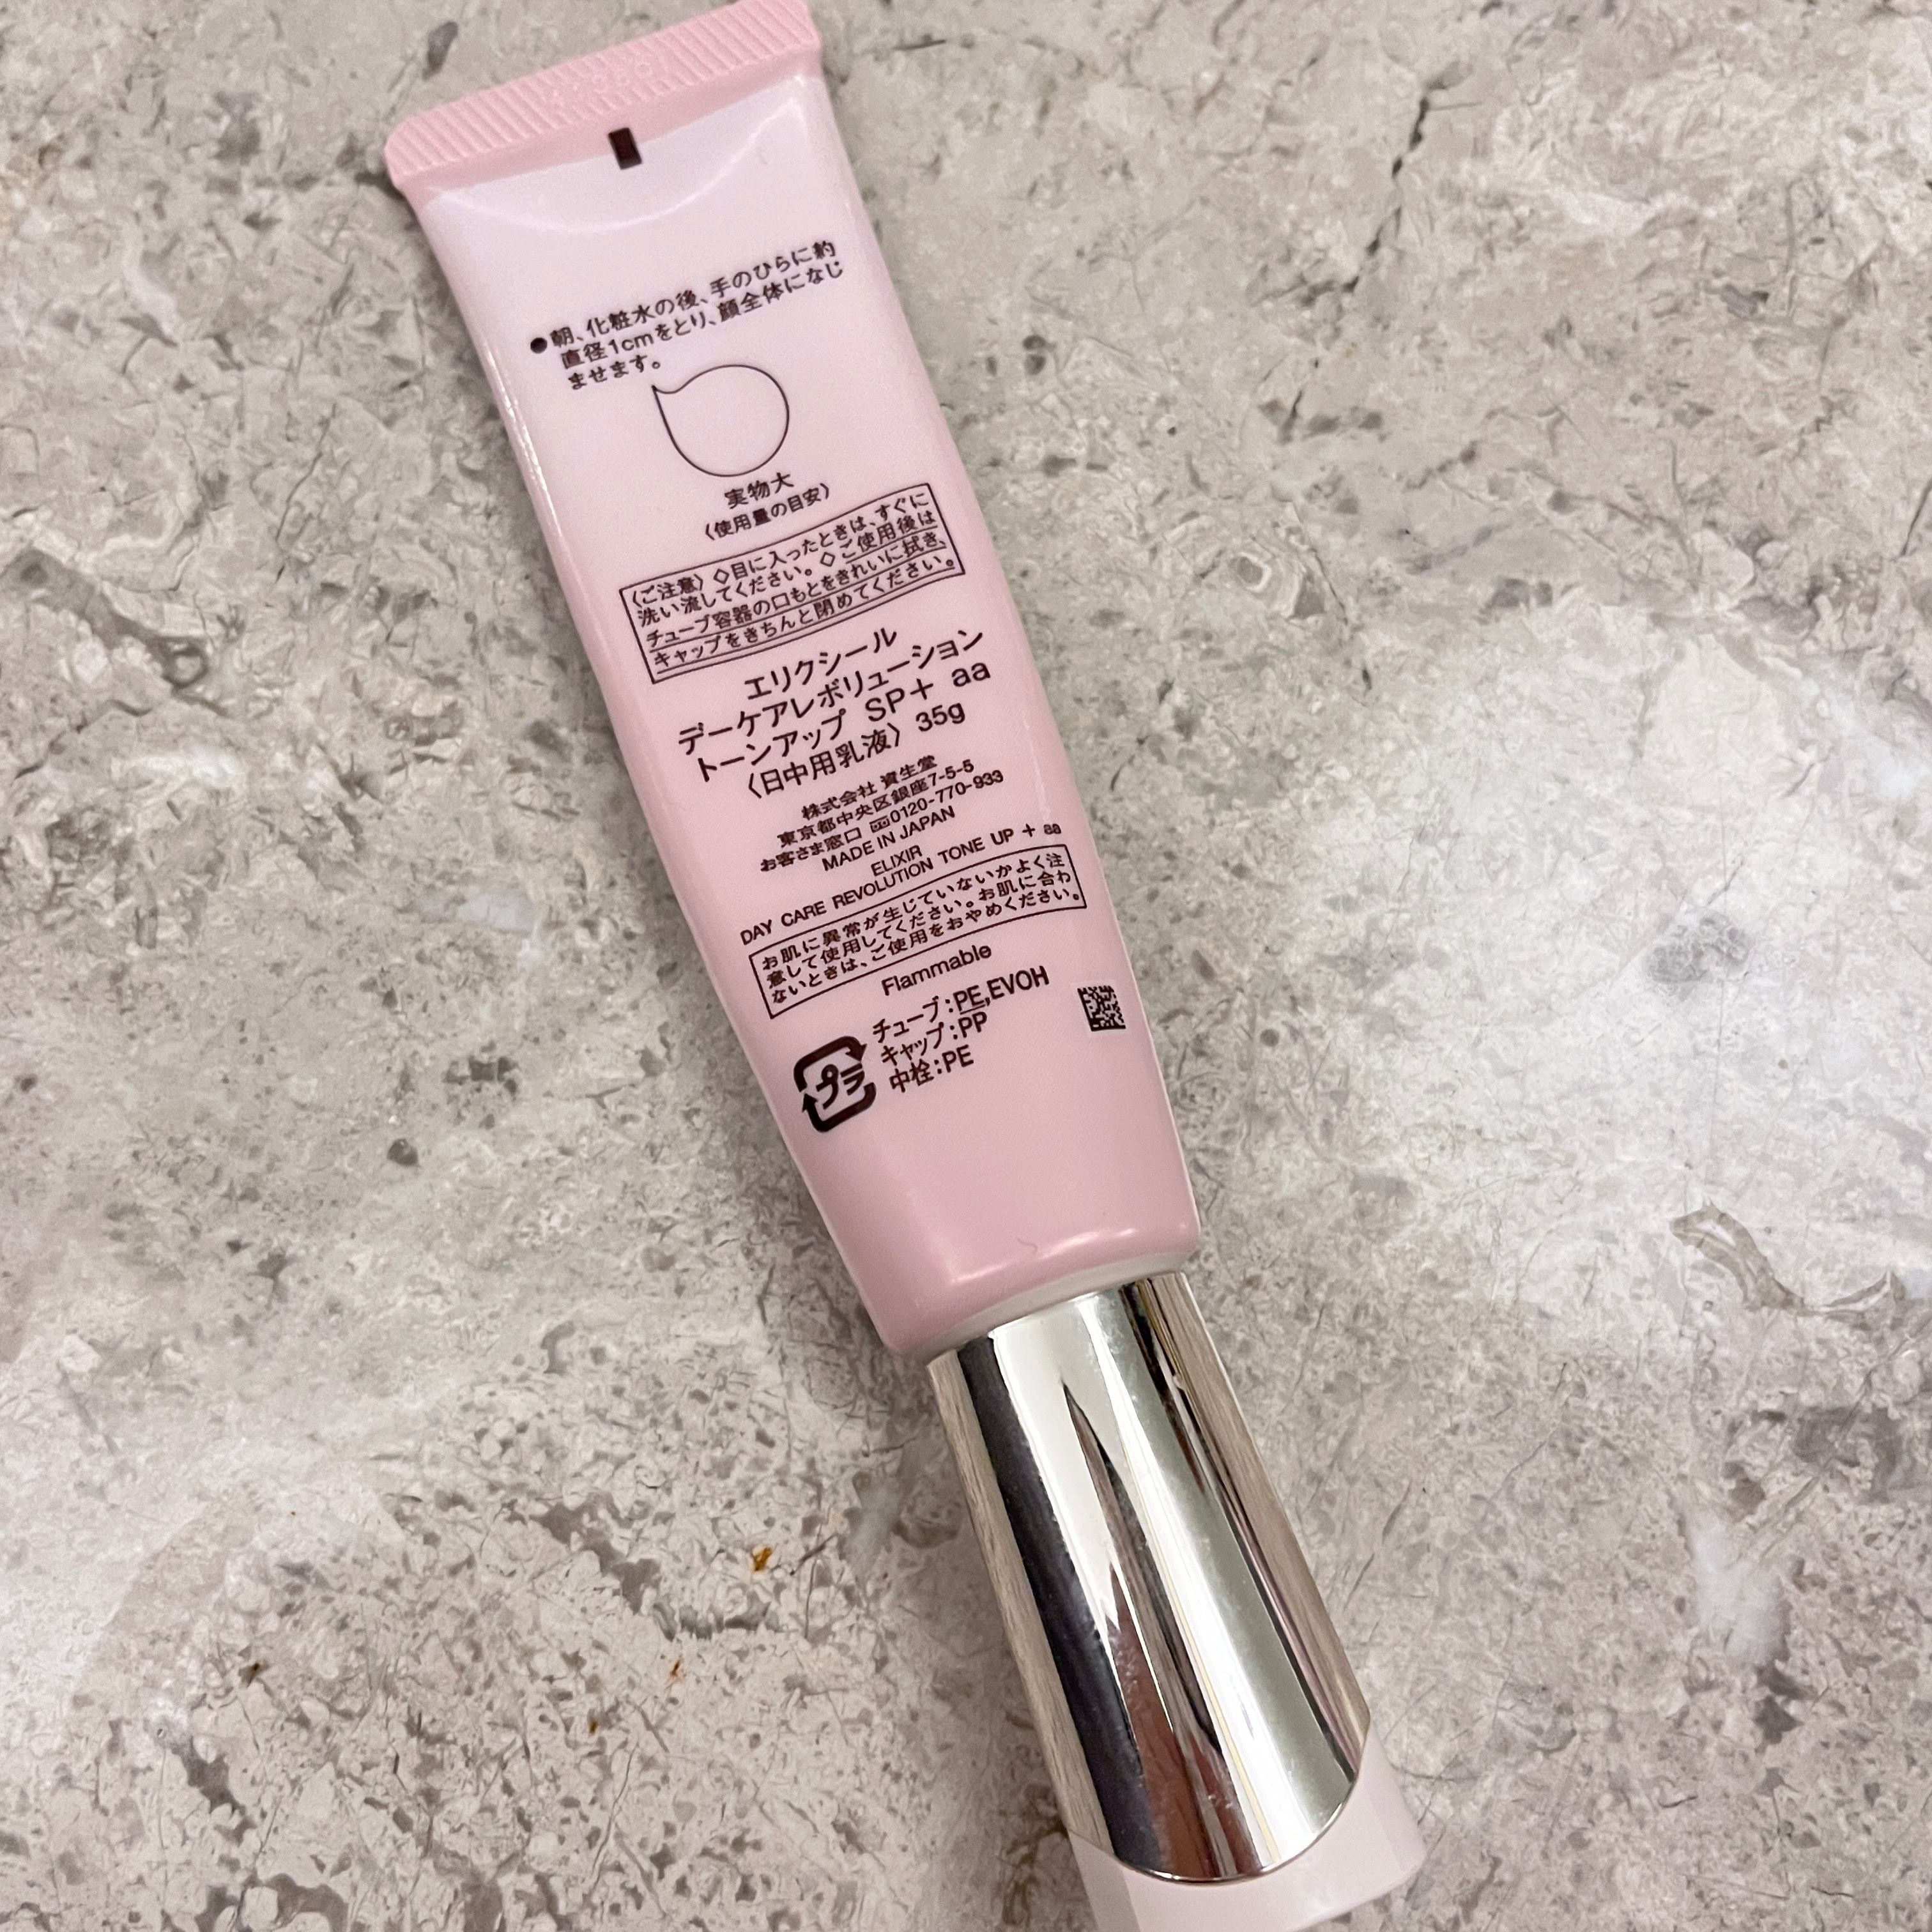 ●朝、化粧水の後、手のひらに約
直径1cmをとり、顔全体になじ
ませます。
実物大
〈使用量の目安〉
〈ご注意〉◇目に入ったときは、すぐに
洗い流してください。◇ご使用後は
チューブ容器の口もとをきれいに拭き、
キャップをきちんと閉めてください。
エリクシール
デーケアレボリューション
トーンアップ SP+ aa
〈日中用乳液〉35g
株式会社 資生堂
東京都中央区銀座7-5-5
お客さま窓口 0120-770-933
MADE IN JAPAN
ELIXIR
DAY CARE REVOLUTION TONE UP + aa
お肌に異常が生じていないかよく注
意して使用してください。お肌に合わ
ないときは、ご使用をおやめください。
Flammable
チューブ:PE,EVOH
キャップ:PP
中栓:PE
プラ